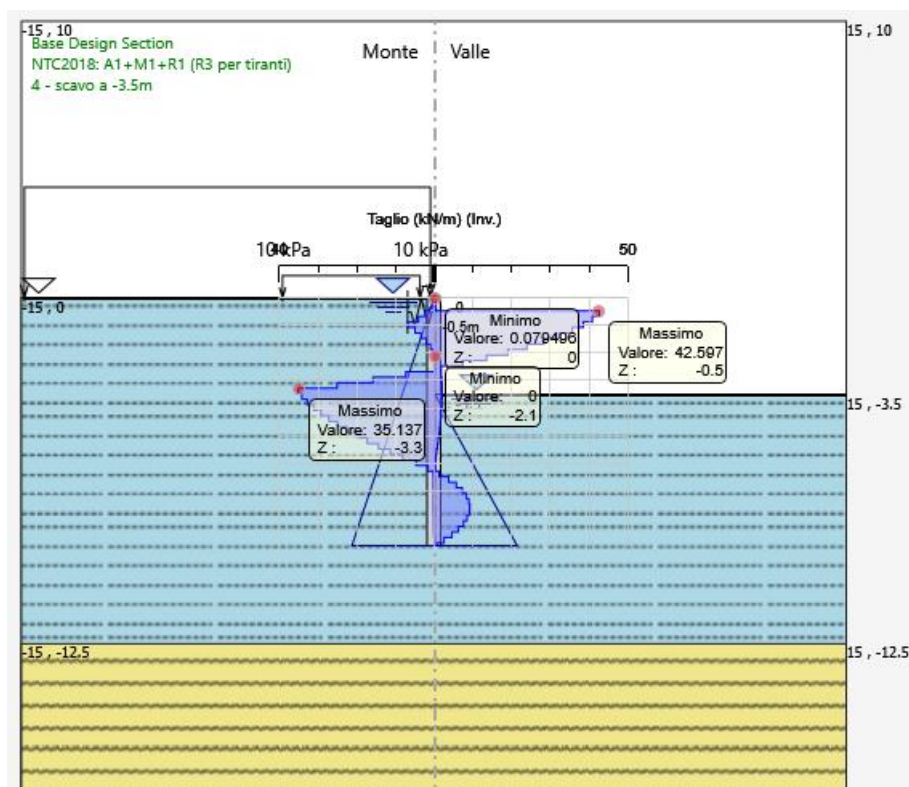 -15 , 10
15 , 10
Base Design Section
NTC2018: A1+M1+R1 (R3 per tiranti)
4 - scavo a -3.5m
Monte
Valle
Taglio (kN/m) (Inv.)
10 kPa
10 kPa
40
50
-15 , 0
0
-0.5m
Minimo
Valore: 0.079496
Z : 0
Massimo
Valore: 42.597
Z : -0.5
Minimo
Valore: 0
Z : -2.1
Massimo
Valore: 35.137
Z : -3.3
15 , -3.5
-15 , -12.5
15 , -12.5